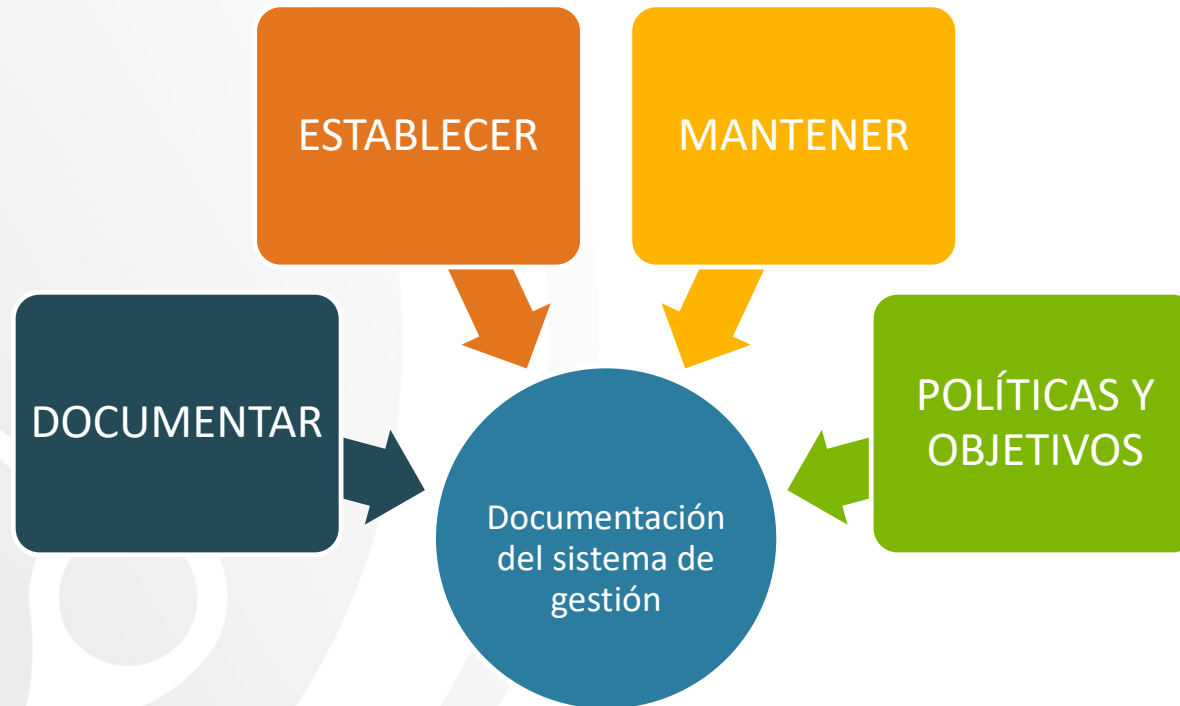 ESTABLECER
MANTENER
DOCUMENTAR
POLÍTICAS Y
OBJETIVOS
Documentación
del sistema de
gestión